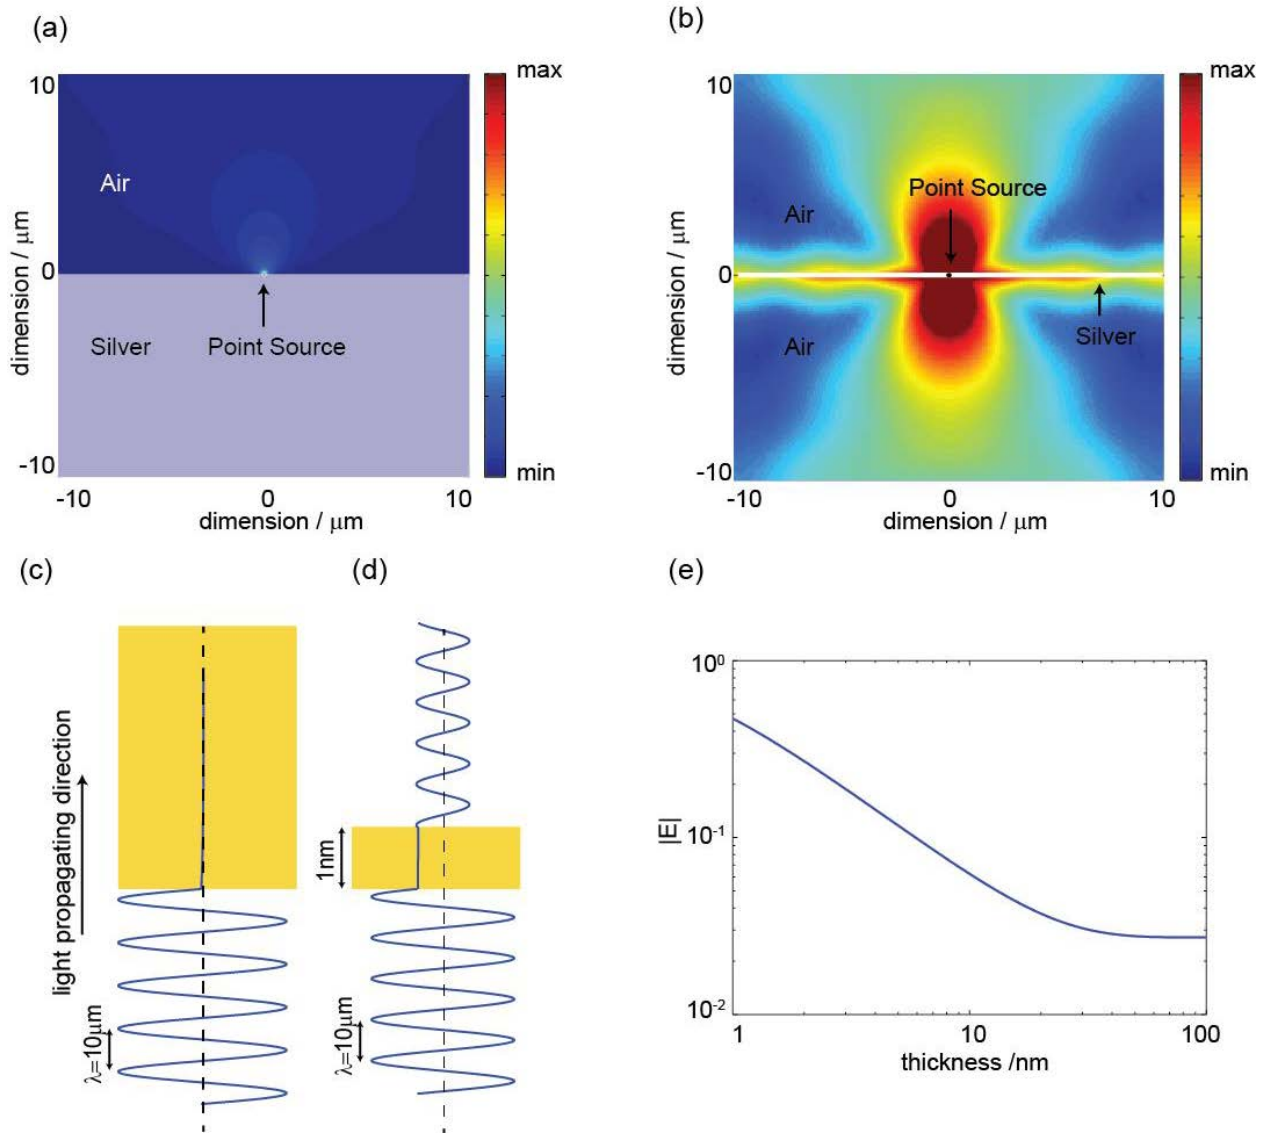 (a)
10
Air
0
Silver
Point Source
-10
-10
0
10
dimension / μm
dimension / μm
max
min
(b)
10
Point Source
Air
0
Air
Silver
-10
-10
0
10
dimension / μm
dimension / μm
max
min
(c)
light propagating direction
λ=10μm
(d)
1nm
λ=10μm
(e)
10⁰
10⁻¹
10⁻²
|E|
1
10
100
thickness /nm